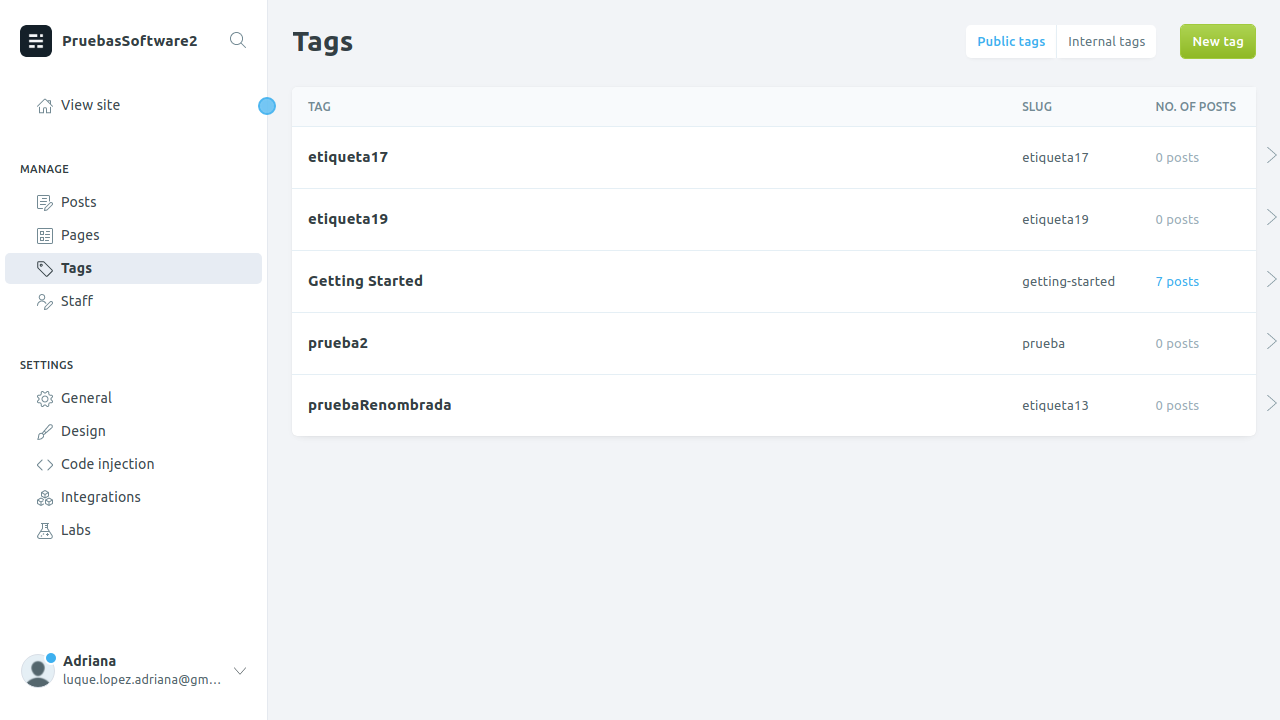 PruebasSoftware2
View site
MANAGE
Posts
Pages
Tags
Staff
SETTINGS
General
Design
Code injection
Integrations
Labs
Adriana
luque.lopez.adriana@gm...
Tags
Public tags
Internal tags
New tag
TAG SLUG NO. OF POSTS
etiqueta17 etiqueta17 0 posts
etiqueta19 etiqueta19 0 posts
Getting Started getting-started 7 posts
prueba2 prueba 0 posts
pruebaRenombrada etiqueta13 0 posts